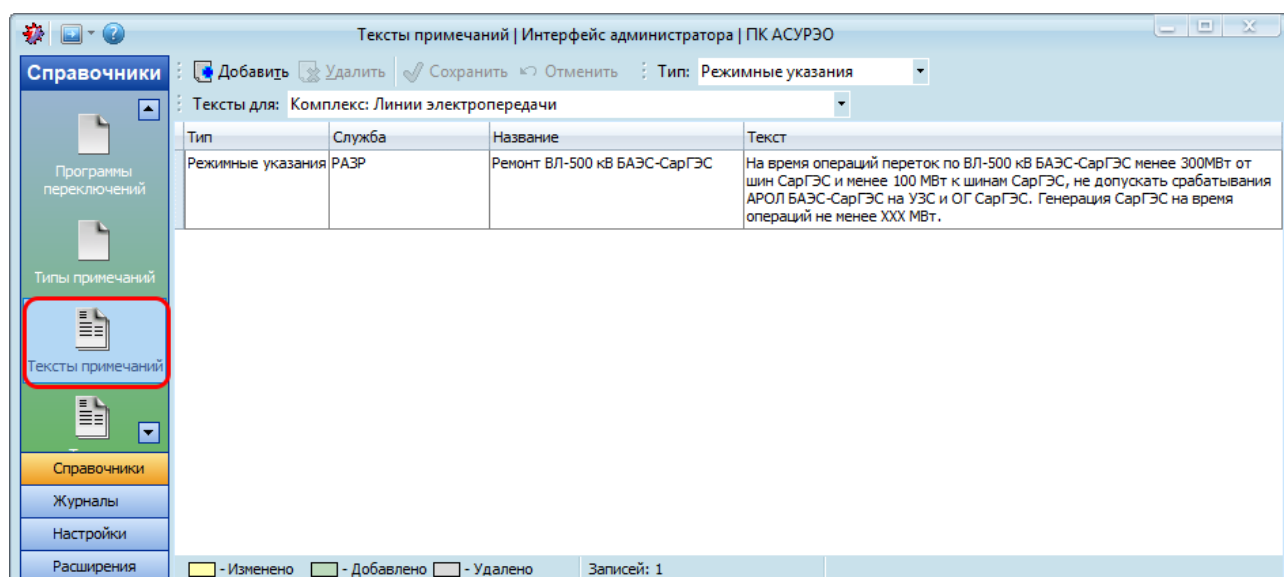 Тексты примечаний | Интерфейс администратора | ПК АСУРЭО
Справочники
Добавить Удалить Сохранить Отменить Тип: Режимные указания
Тексты для: Комплекс: Линии электропередачи
Программы
переключений
Типы примечаний
Тексты примечаний
Справочники
Журналы
Настройки
Расширения
Тип Служба Название Текст
Режимные указания РАЗР Ремонт ВЛ-500 кВ БАЭС-СарГЭС На время операций переток по ВЛ-500 кВ БАЭС-СарГЭС менее 300МВт от
шин СарГЭС и менее 100 МВт к шинам СарГЭС, не допускать срабатывания
АРОЛ БАЭС-СарГЭС на УЗС и ОГ СарГЭС. Генерация СарГЭС на время
операций не менее XXX МВт.
- Изменено - Добавлено - Удалено Записей: 1